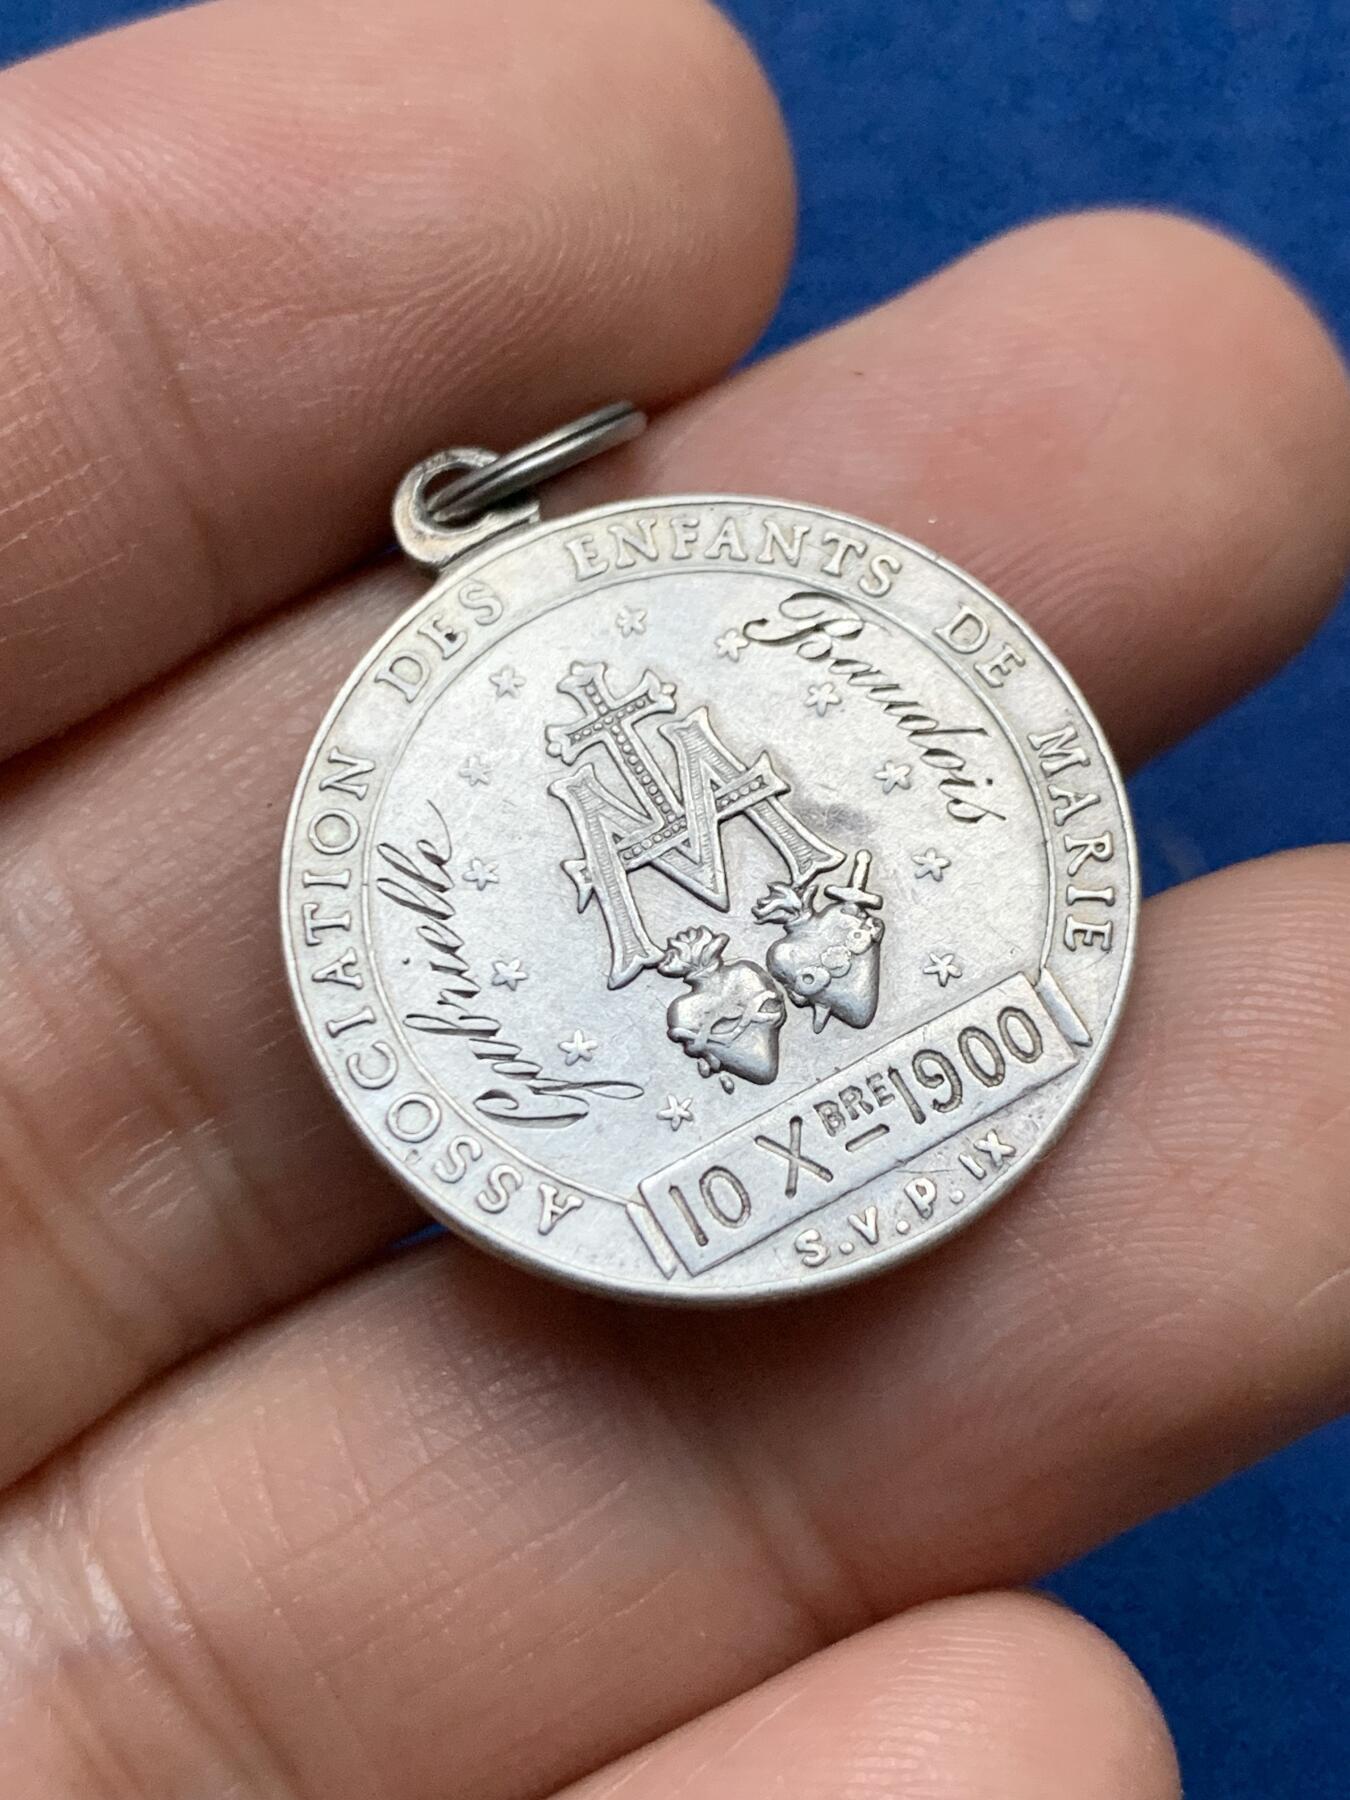 ASSOCIATION DES ENFANTS DE MARIE
Gabrielle
Baudois
10 XBRE 1900
S.V.P.IX